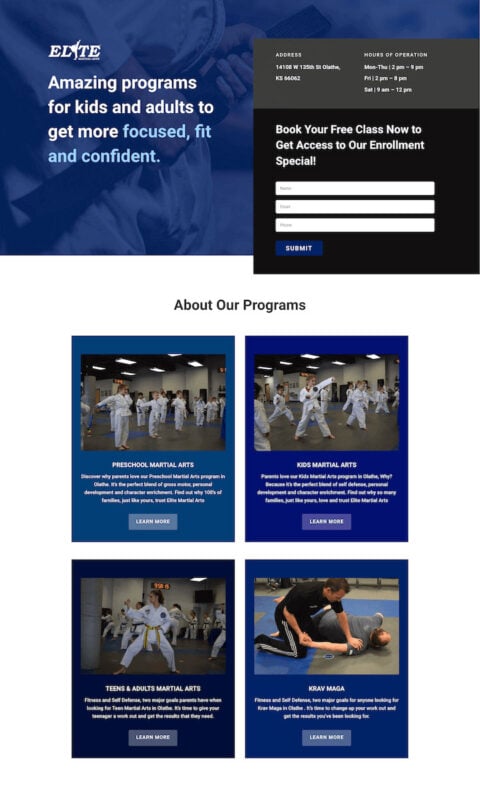 ELITE
MARTIAL ARTS
Amazing programs
for kids and adults to
get more focused, fit
and confident.
ADDRESS
14108 W 135th St Olathe,
KS 66062
HOURS OF OPERATION
Mon-Thu | 2 pm – 9 pm
Fri | 2 pm – 8 pm
Sat | 9 am – 12 pm
Book Your Free Class Now to
Get Access to Our Enrollment
Special!
Name
Email
Phone
SUBMIT
About Our Programs
PRESCHOOL MARTIAL ARTS
Discover why parents love our Preschool Martial Arts program in
Olathe. It's the perfect blend of gross motor, personal
development and character enrichment. Find out why 100's of
families, just like yours, trust Elite Martial Arts
LEARN MORE
KIDS MARTIAL ARTS
Parents love our Kids Martial Arts program in Olathe, Why?
Because it's the perfect blend of self defense, personal
development and character enrichment. Find out why so many
families, just like yours, love and trust Elite Martial Arts
LEARN MORE
TEENS & ADULTS MARTIAL ARTS
Fitness and Self Defense, two major goals parents have when
looking for Teen Martial Arts in Olathe. It's time to give your
teenager a work out and get the results that they need.
LEARN MORE
KRAV MAGA
Fitness and Self Defense, two major goals for anyone looking for
Krav Maga in Olathe . It's time to change up your work out and
get the results you've been looking for.
LEARN MORE